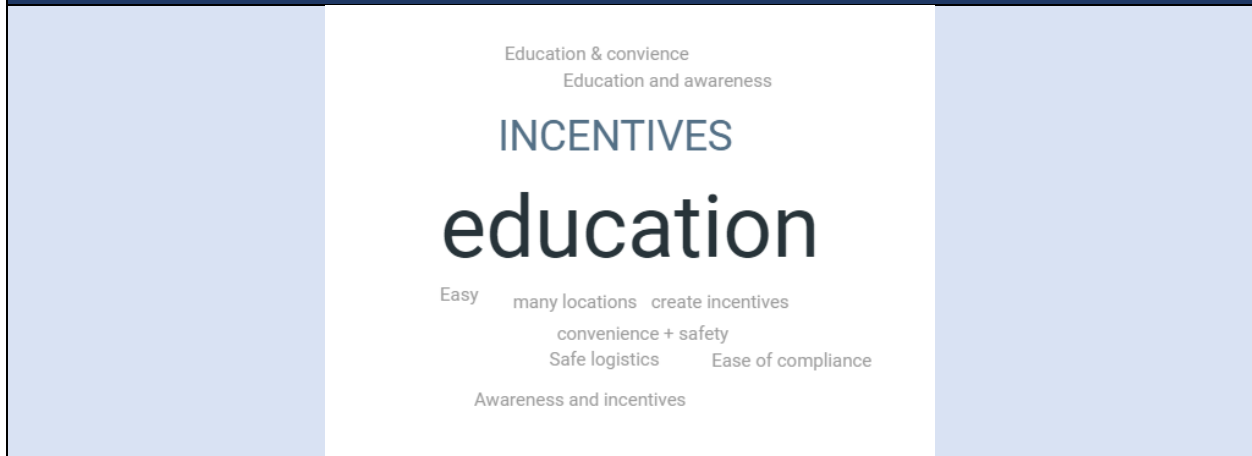 Education & convience
Education and awareness
INCENTIVES
education
Easy
many locations
create incentives
convenience + safety
Safe logistics
Ease of compliance
Awareness and incentives